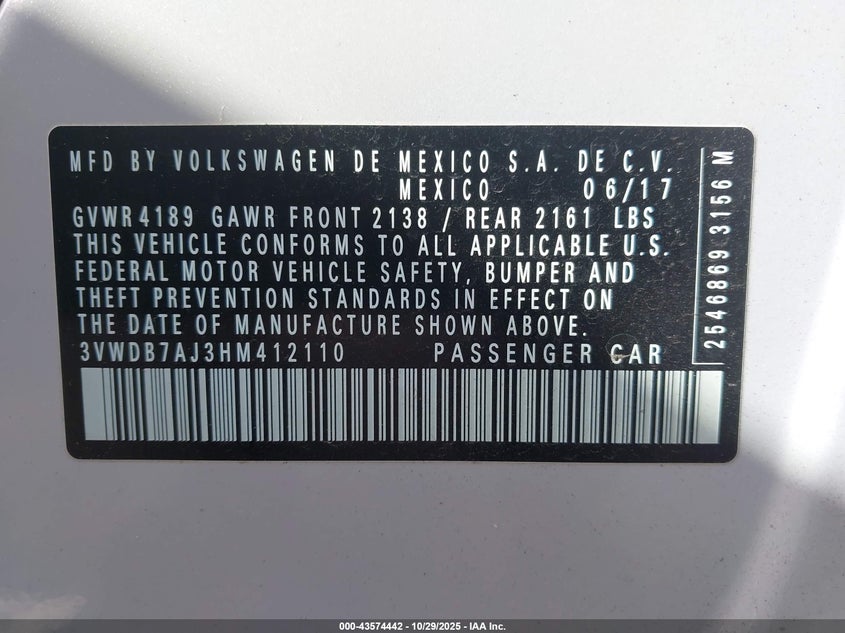 MFD BY VOLKSWAGEN DE MEXICO S.A. DE C.V.
MEXICO 06/17
GVWR 4189 GAWR FRONT 2138 / REAR 2161 LBS
THIS VEHICLE CONFORMS TO ALL APPLICABLE U.S.
FEDERAL MOTOR VEHICLE SAFETY, BUMPER AND
THEFT PREVENTION STANDARDS IN EFFECT ON
THE DATE OF MANUFACTURE SHOWN ABOVE.
3VWDB7AJ3HM412110 PASSENGER CAR
2546869 3156 M
000-43574442 - 10/29/2025 - IAA Inc.